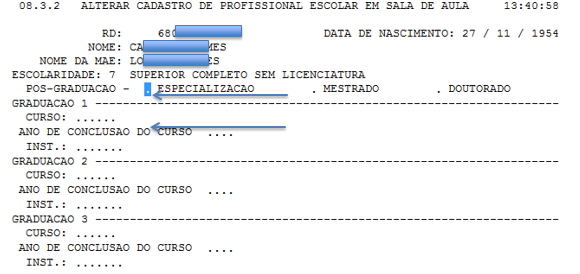 08.3.2 ALTERAR CADASTRO DE PROFISSIONAL ESCOLAR EM SALA DE AULA 13:40:58
RD: 680 DATA DE NASCIMENTO: 27 / 11 / 1954
NOME: CA MES
NOME DA MAE: LO ES
ESCOLARIDADE: 7 SUPERIOR COMPLETO SEM LICENCIATURA
POS-GRADUACAO - . ESPECIALIZACAO . MESTRADO . DOUTORADO
GRADUACAO 1 ----------------------------------------------------------------
CURSO: ......
ANO DE CONCLUSAO DO CURSO ....
INST.: .......
GRADUACAO 2 ----------------------------------------------------------------
CURSO: ......
ANO DE CONCLUSAO DO CURSO ....
INST.: .......
GRADUACAO 3 ----------------------------------------------------------------
CURSO: ......
ANO DE CONCLUSAO DO CURSO ....
INST.: .......